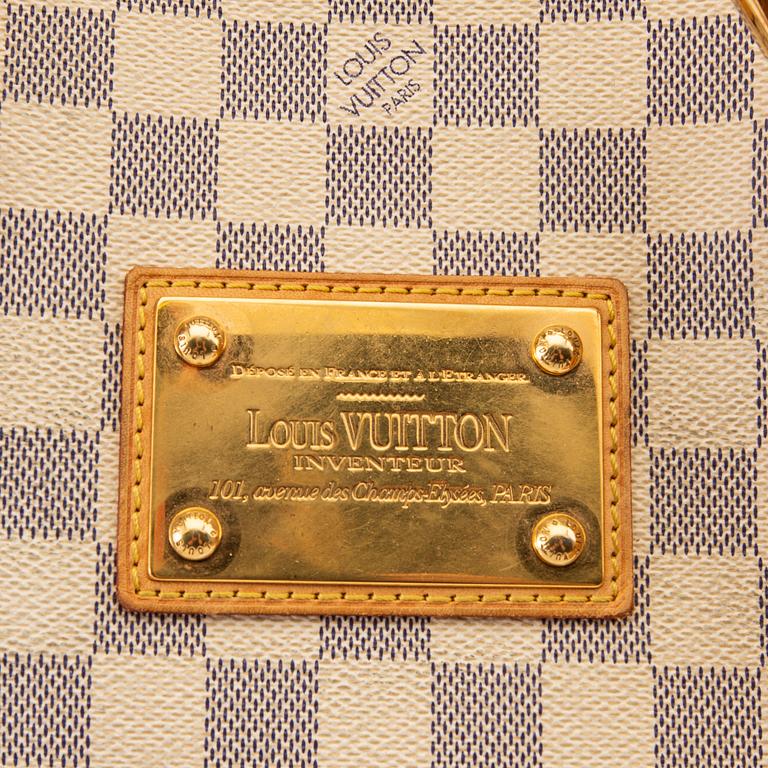 LOUIS
VUITTON
PARIS
DÉPOSÉ EN FRANCE ET A L'ETRANGER
LOUIS VUITTON
INVENTEUR
101, avenue des Champs-Elysées, PARIS